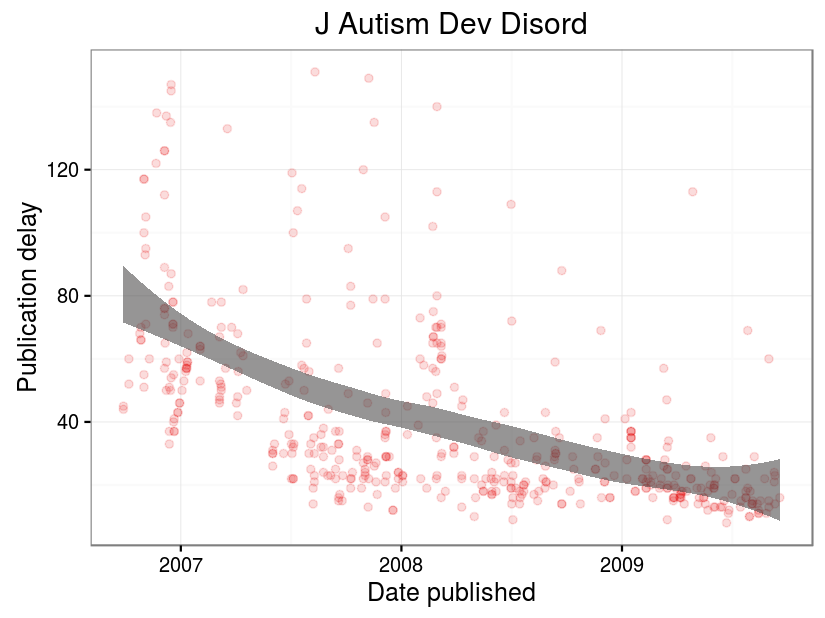 J Autism Dev Disord
Publication delay
120
80
40
2007 2008 2009
Date published